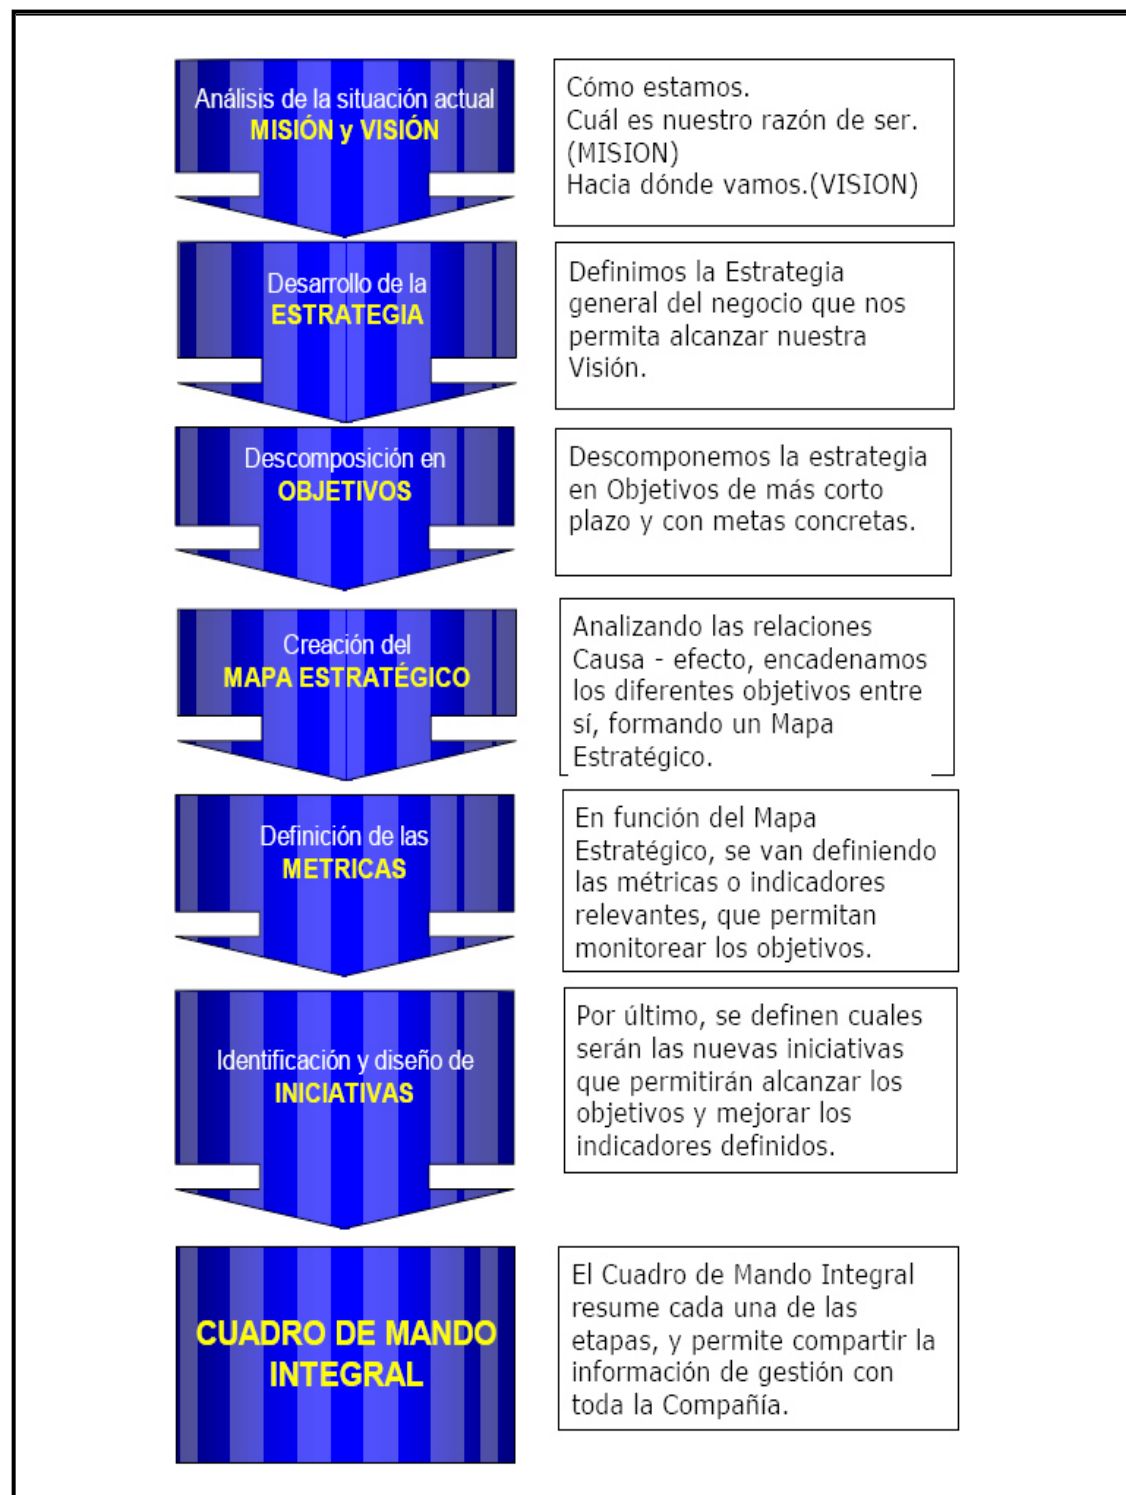 Análisis de la situación actual
MISIÓN y VISIÓN
Cómo estamos.
Cuál es nuestro razón de ser.
(MISION)
Hacia dónde vamos.(VISION)
Desarrollo de la
ESTRATEGIA
Definimos la Estrategia
general del negocio que nos
permita alcanzar nuestra
Visión.
Descomposición en
OBJETIVOS
Descomponemos la estrategia
en Objetivos de más corto
plazo y con metas concretas.
Creación del
MAPA ESTRATÉGICO
Analizando las relaciones
Causa - efecto, encadenamos
los diferentes objetivos entre
sí, formando un Mapa
Estratégico.
Definición de las
METRICAS
En función del Mapa
Estratégico, se van definiendo
las métricas o indicadores
relevantes, que permitan
monitorear los objetivos.
Identificación y diseño de
INICIATIVAS
Por último, se definen cuales
serán las nuevas iniciativas
que permitirán alcanzar los
objetivos y mejorar los
indicadores definidos.
CUADRO DE MANDO
INTEGRAL
El Cuadro de Mando Integral
resume cada una de las
etapas, y permite compartir la
información de gestión con
toda la Compañía.